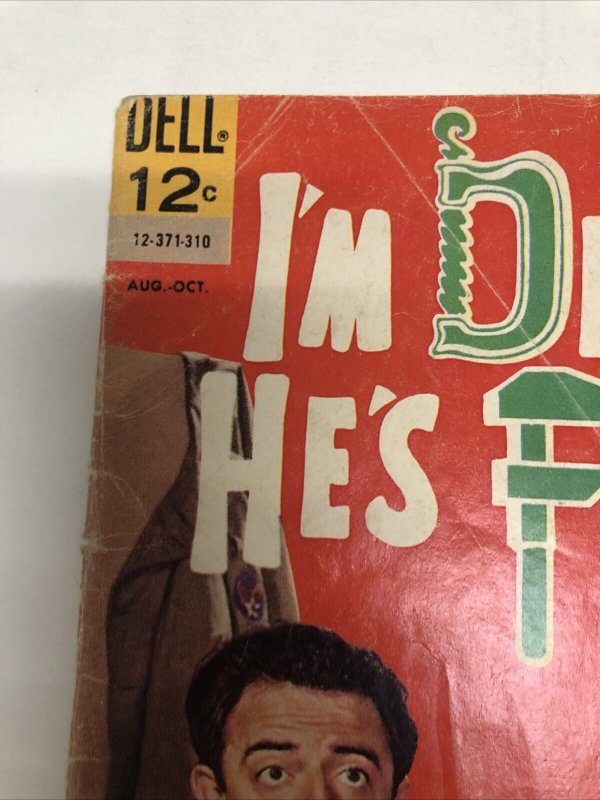 DELL®
12c
12-371-310
AUG.-OCT.
I'M D
HE'S F